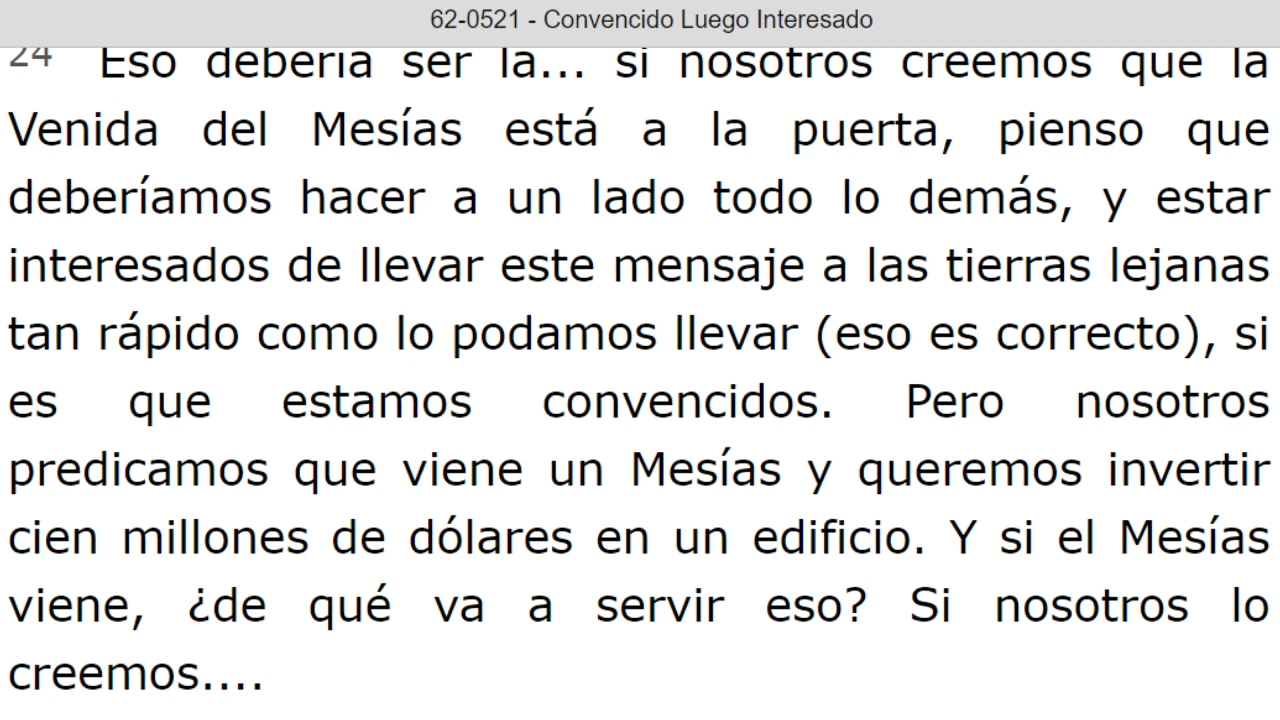 62-0521 - Convencido Luego Interesado
24 Eso debería ser la... si nosotros creemos que la
Venida del Mesías está a la puerta, pienso que
deberíamos hacer a un lado todo lo demás, y estar
interesados de llevar este mensaje a las tierras lejanas
tan rápido como lo podamos llevar (eso es correcto), si
es que estamos convencidos. Pero nosotros
predicamos que viene un Mesías y queremos invertir
cien millones de dólares en un edificio. Y si el Mesías
viene, ¿de qué va a servir eso? Si nosotros lo
creemos....